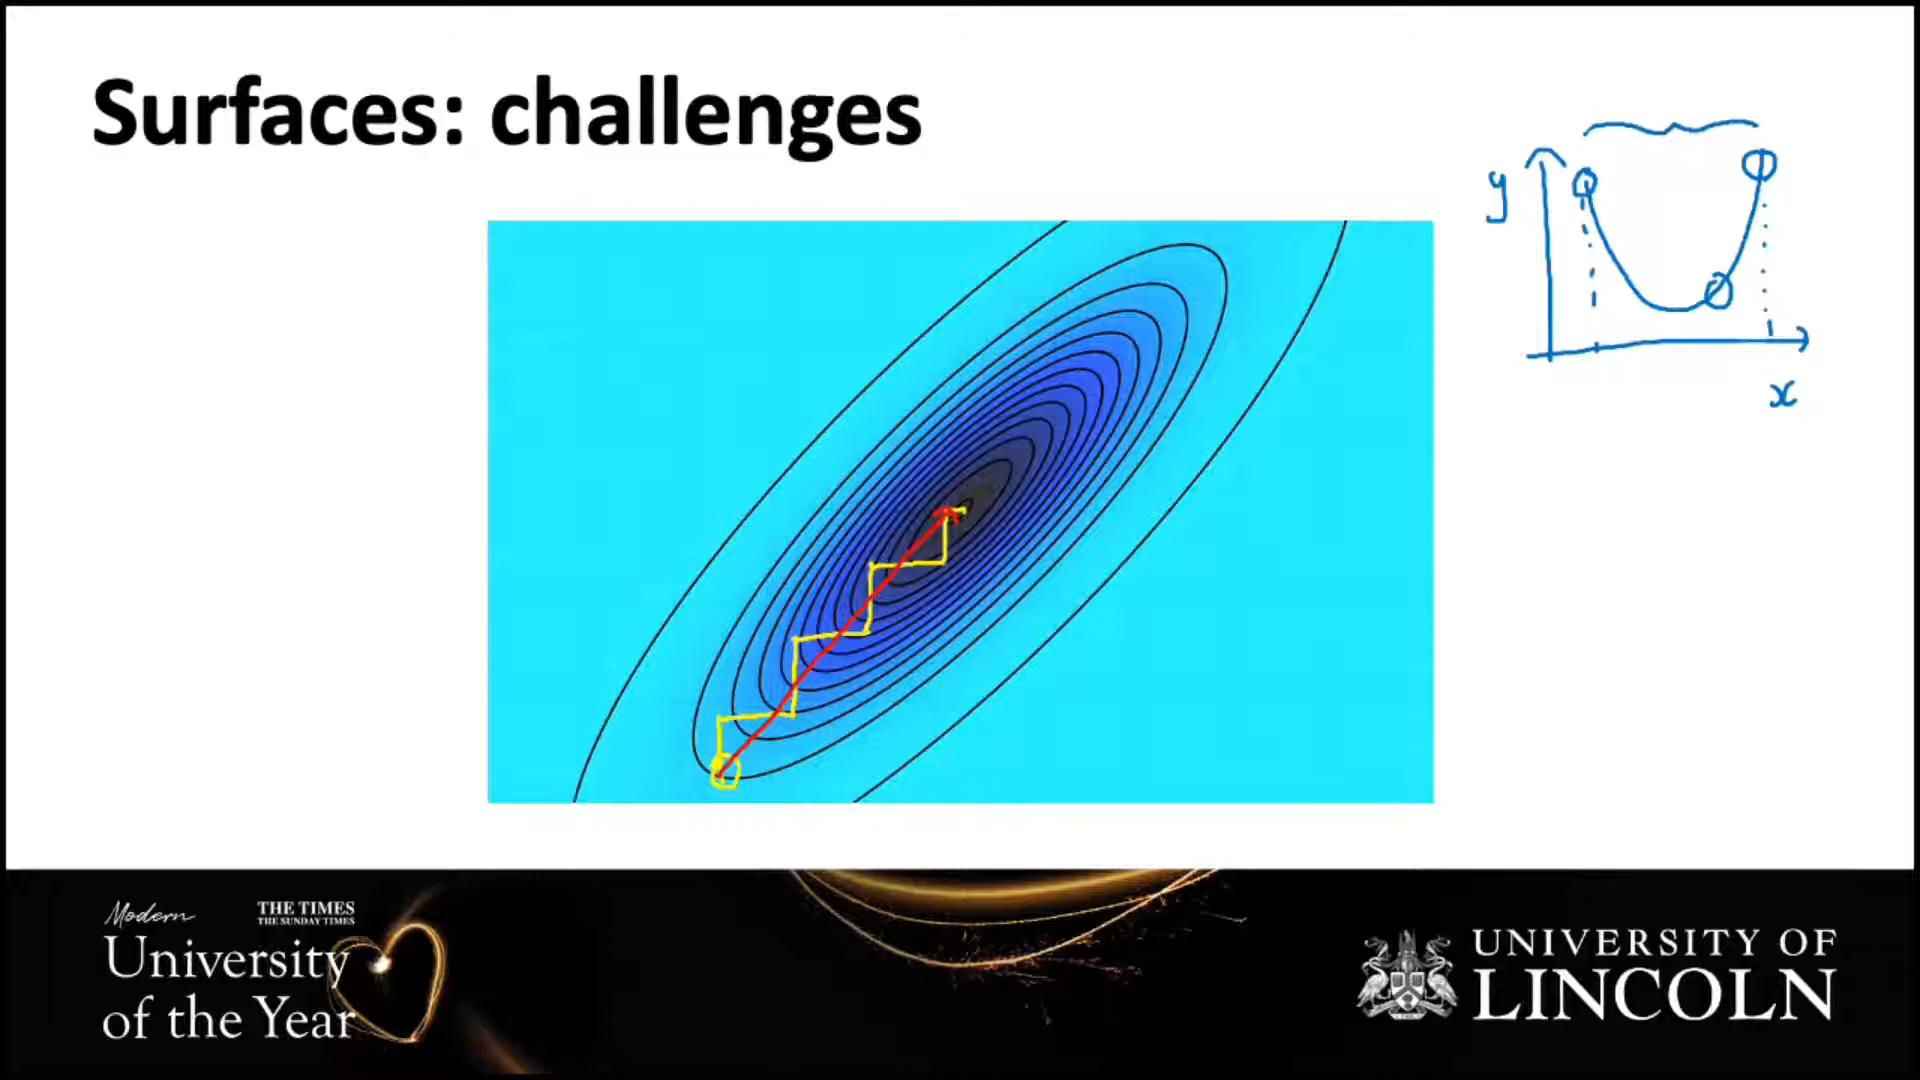 Surfaces: challenges
y
x
Modern
THE TIMES
THE SUNDAY TIMES
University
of the Year
UNIVERSITY OF
LINCOLN